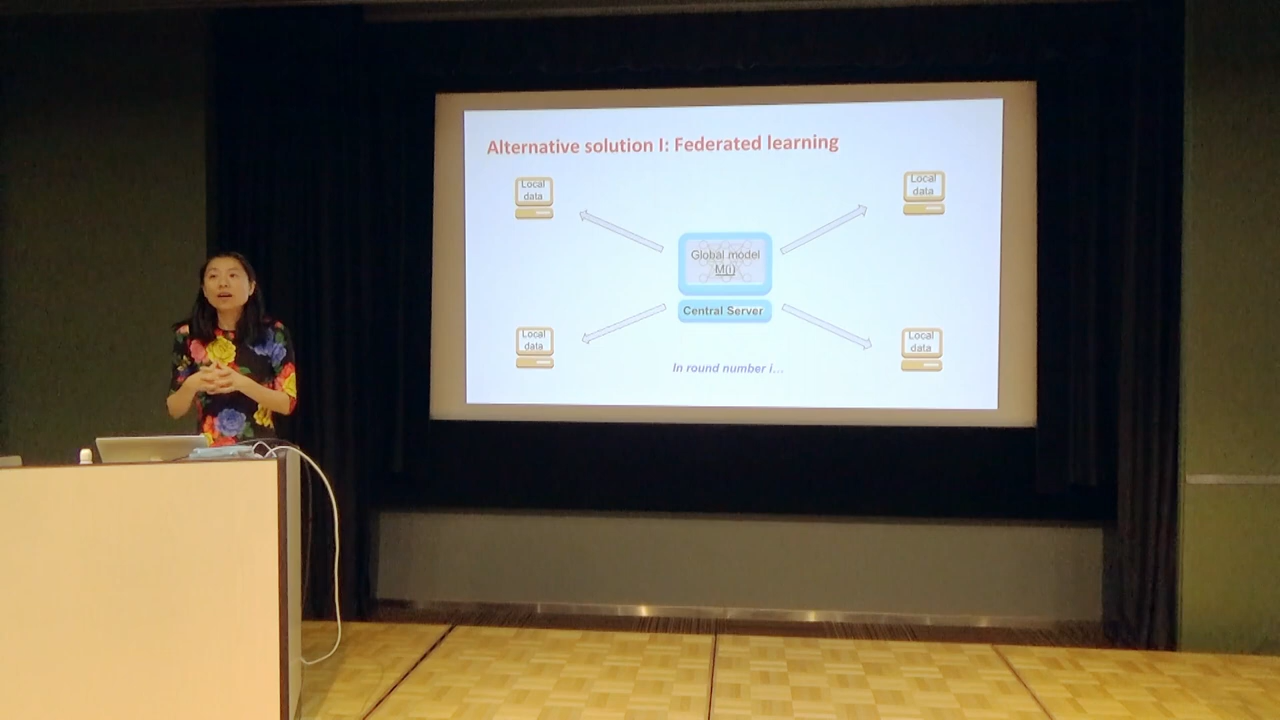 Alternative solution I: Federated learning
Local
data
Local
data
Global model
M(i)
Central Server
Local
data
Local
data
In round number i...